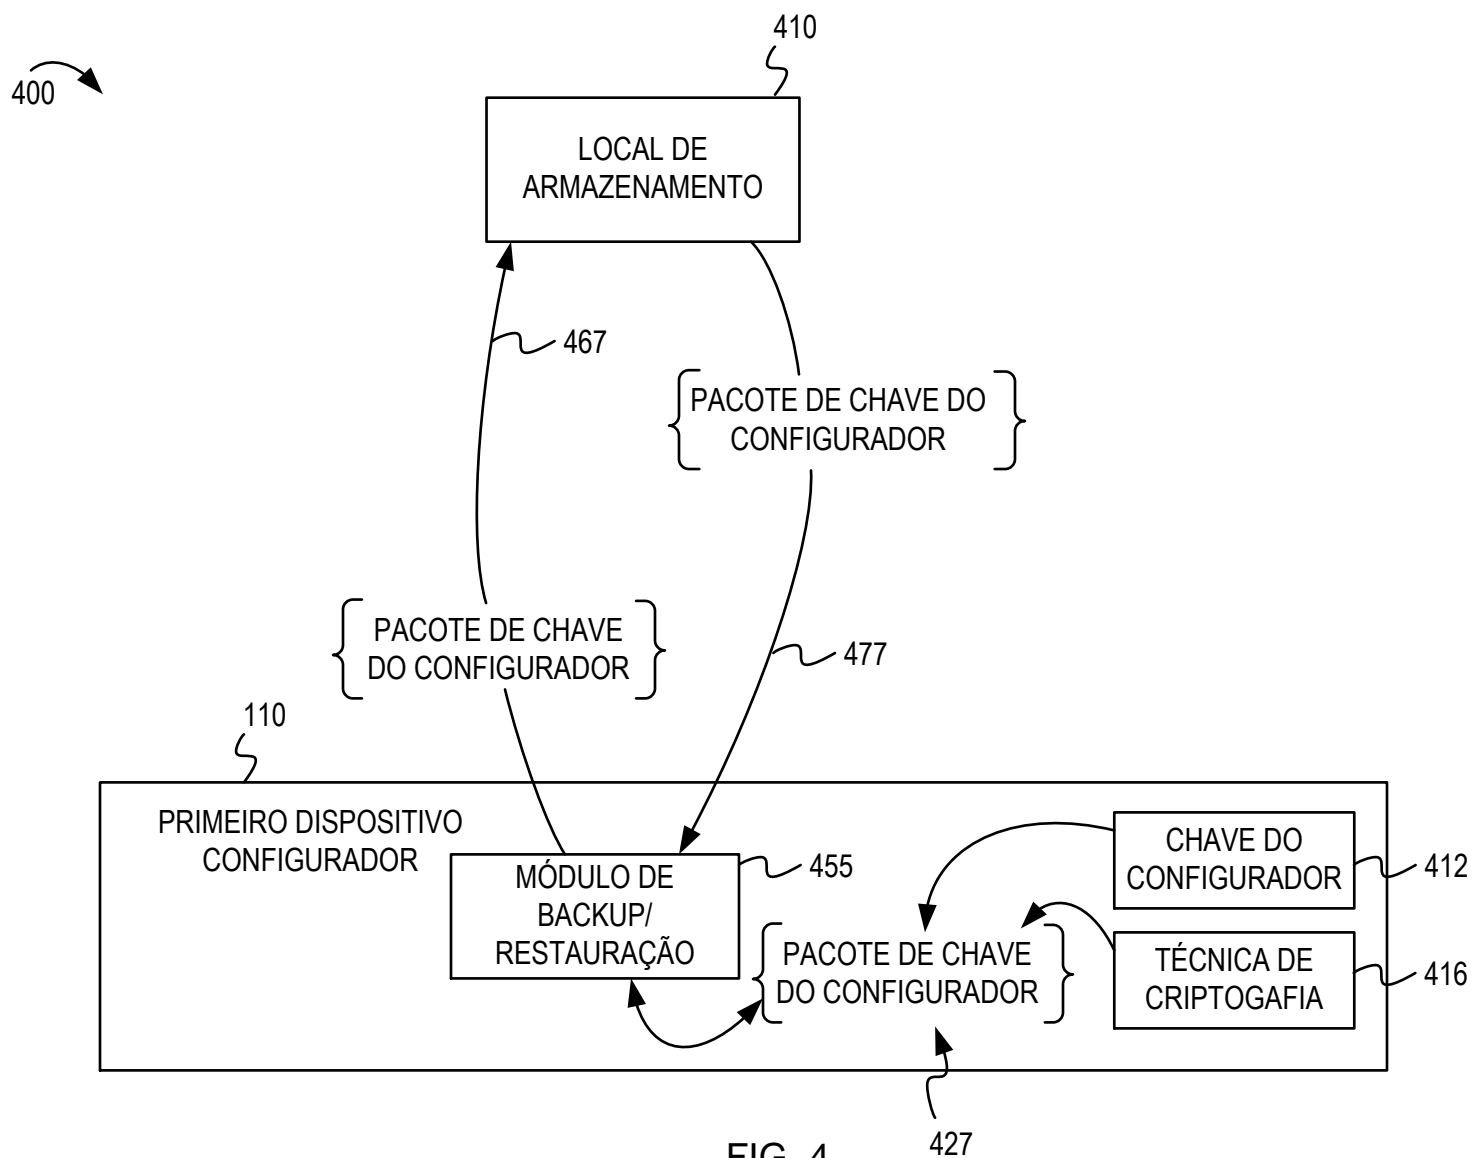 410
400
LOCAL DE
ARMAZENAMENTO
467
PACOTE DE CHAVE DO
CONFIGURADOR
PACOTE DE CHAVE
DO CONFIGURADOR
477
110
PRIMEIRO DISPOSITIVO
CONFIGURADOR
MÓDULO DE
BACKUP/
RESTAURAÇÃO
455
CHAVE DO
CONFIGURADOR
412
PACOTE DE CHAVE
DO CONFIGURADOR
TÉCNICA DE
CRIPTOGAFIA
416
427
FIG. 4